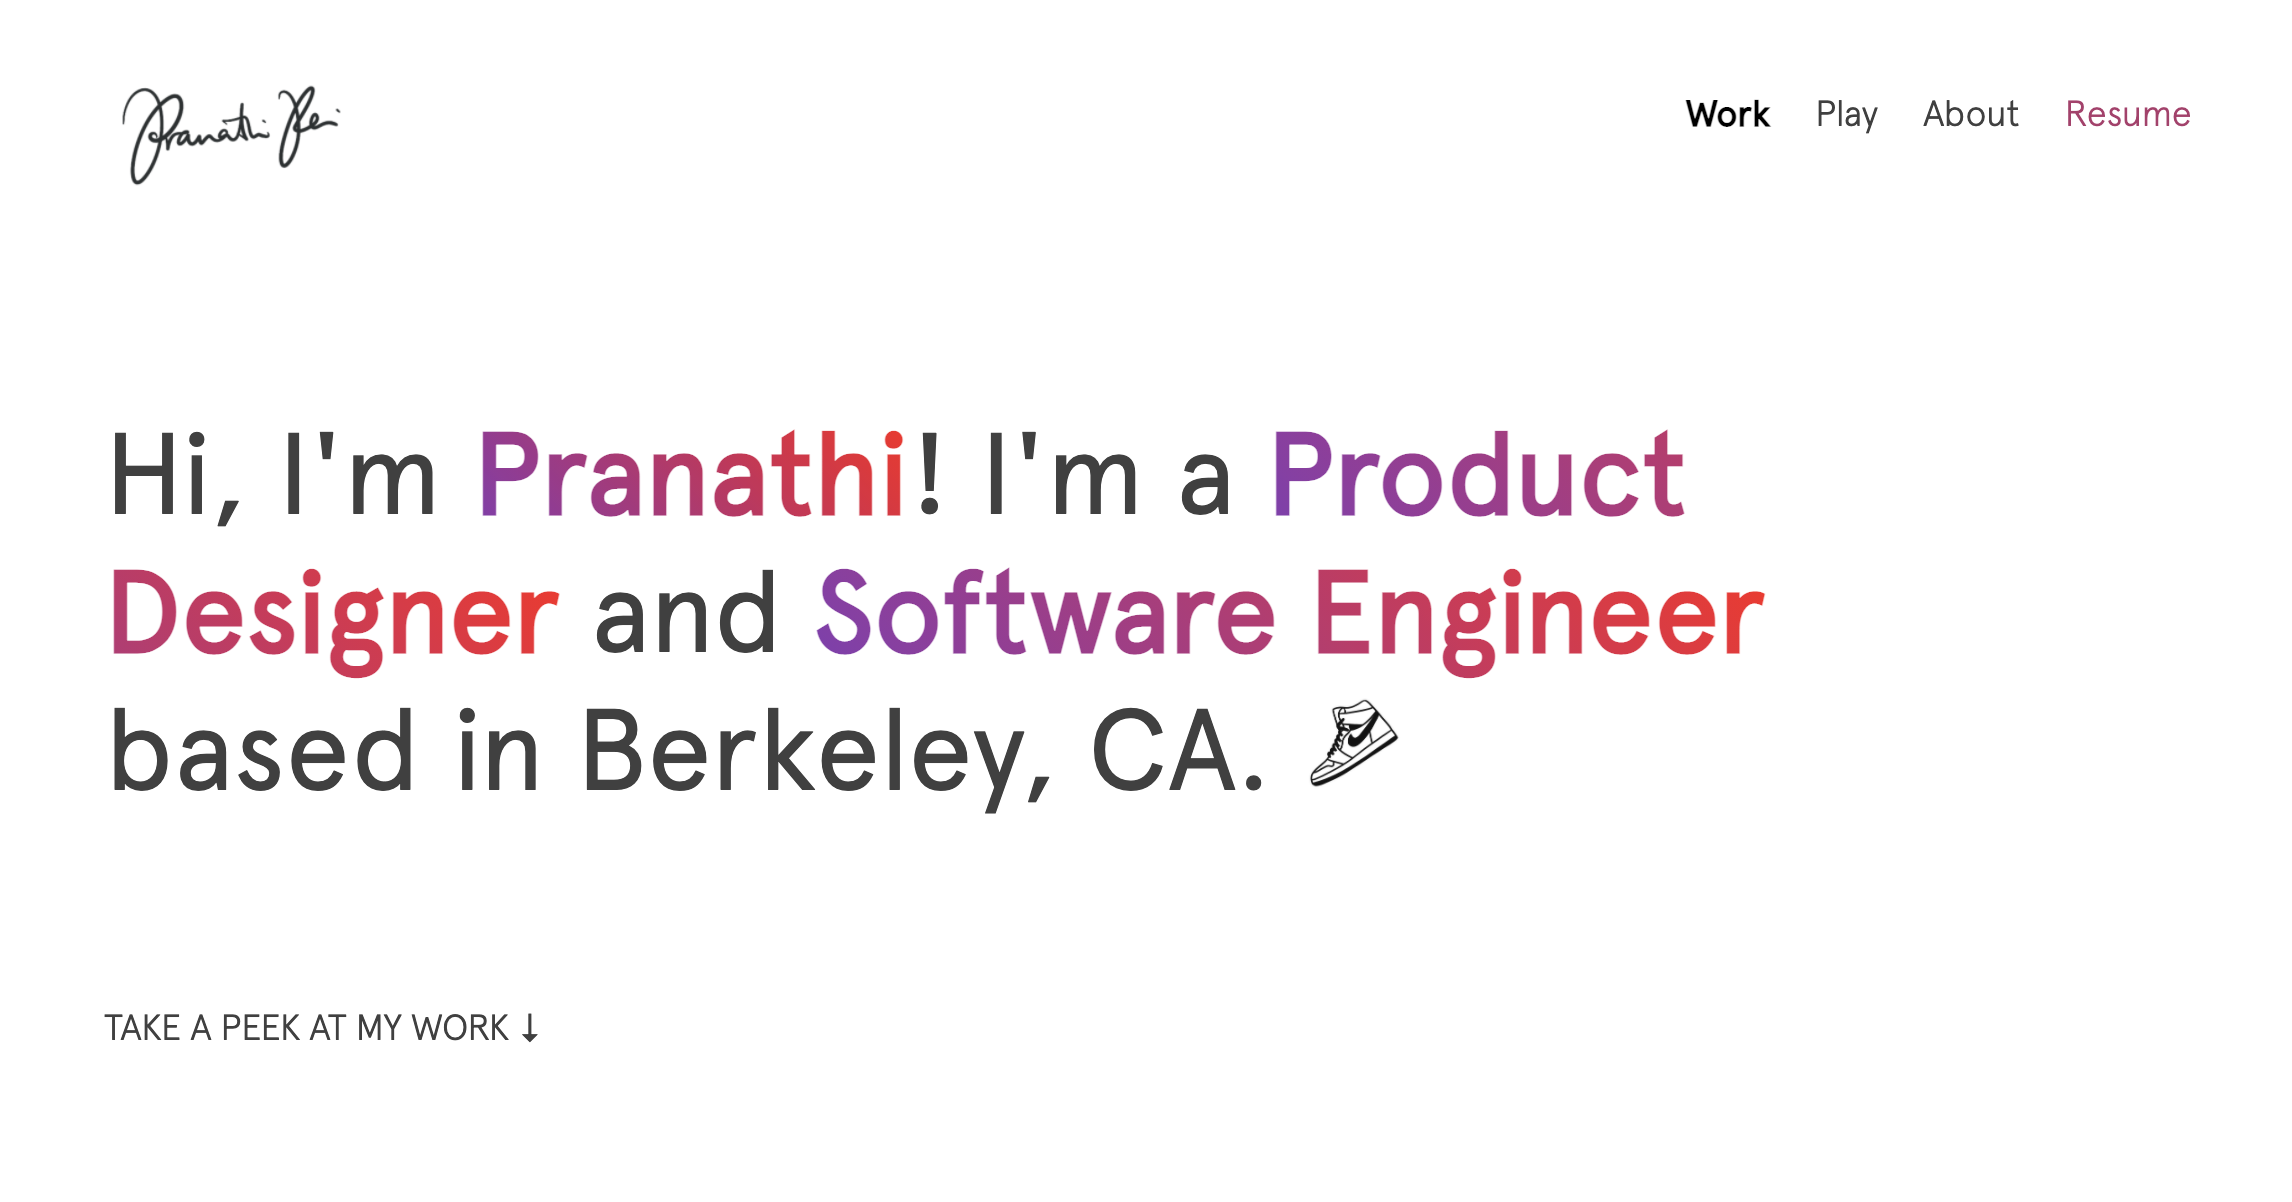 Pranathi
Work Play About Resume
Hi, I'm Pranathi! I'm a Product
Designer and Software Engineer
based in Berkeley, CA.
TAKE A PEEK AT MY WORK ↓